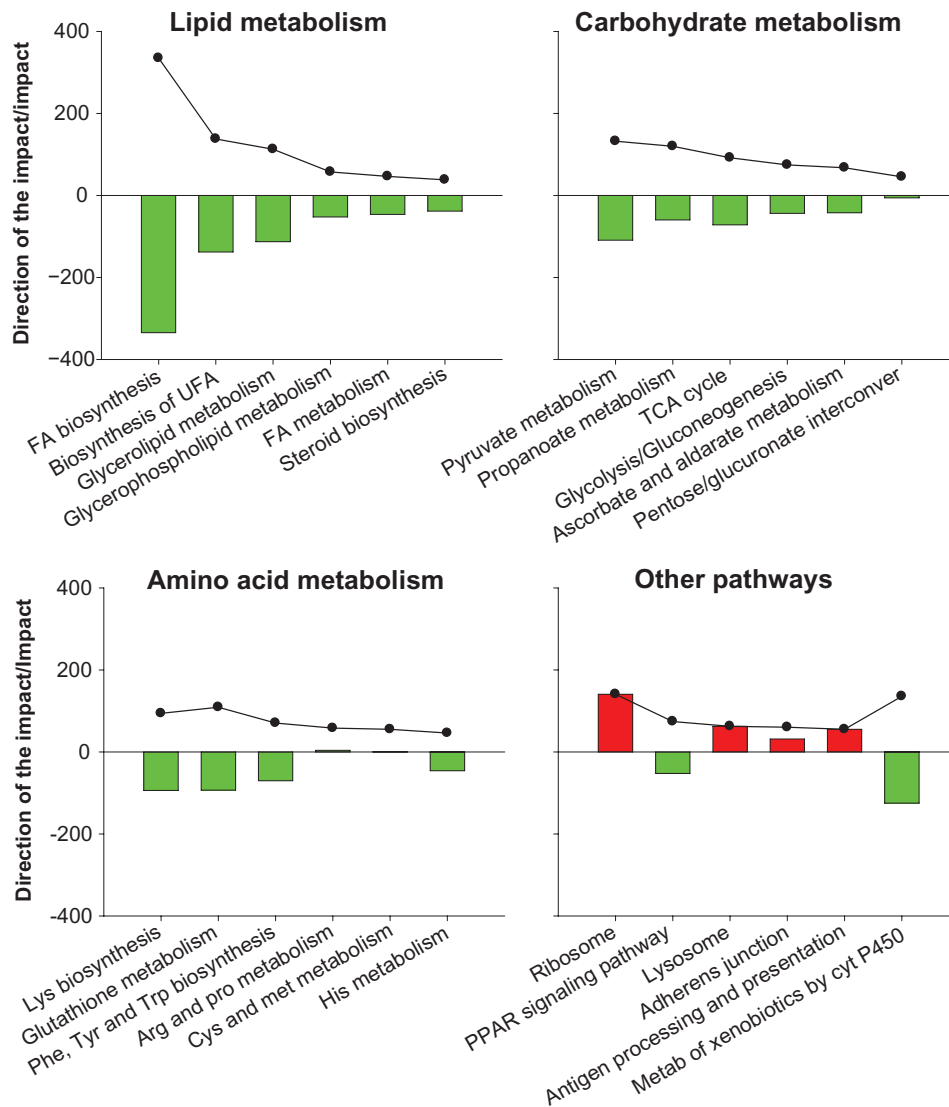 Lipid metabolism
Carbohydrate metabolism
Direction of the impact/impact
400
200
0
−200
−400
FA biosynthesis
Biosynthesis of UFA
Glycerolipid metabolism
Glycerophospholipid metabolism
FA metabolism
Steroid biosynthesis
Pyruvate metabolism
Propanoate metabolism
TCA cycle
Glycolysis/Gluconeogenesis
Ascorbate and aldarate metabolism
Pentose/glucuronate interconver
Amino acid metabolism
Other pathways
Direction of the impact/Impact
400
200
0
-200
-400
Lys biosynthesis
Glutathione metabolism
Phe, Tyr and Trp biosynthesis
Arg and pro metabolism
Cys and met metabolism
His metabolism
Ribosome
PPAR signaling pathway
Lysosome
Adherens junction
Antigen processing and presentation
Metab of xenobiotics by cyt P450